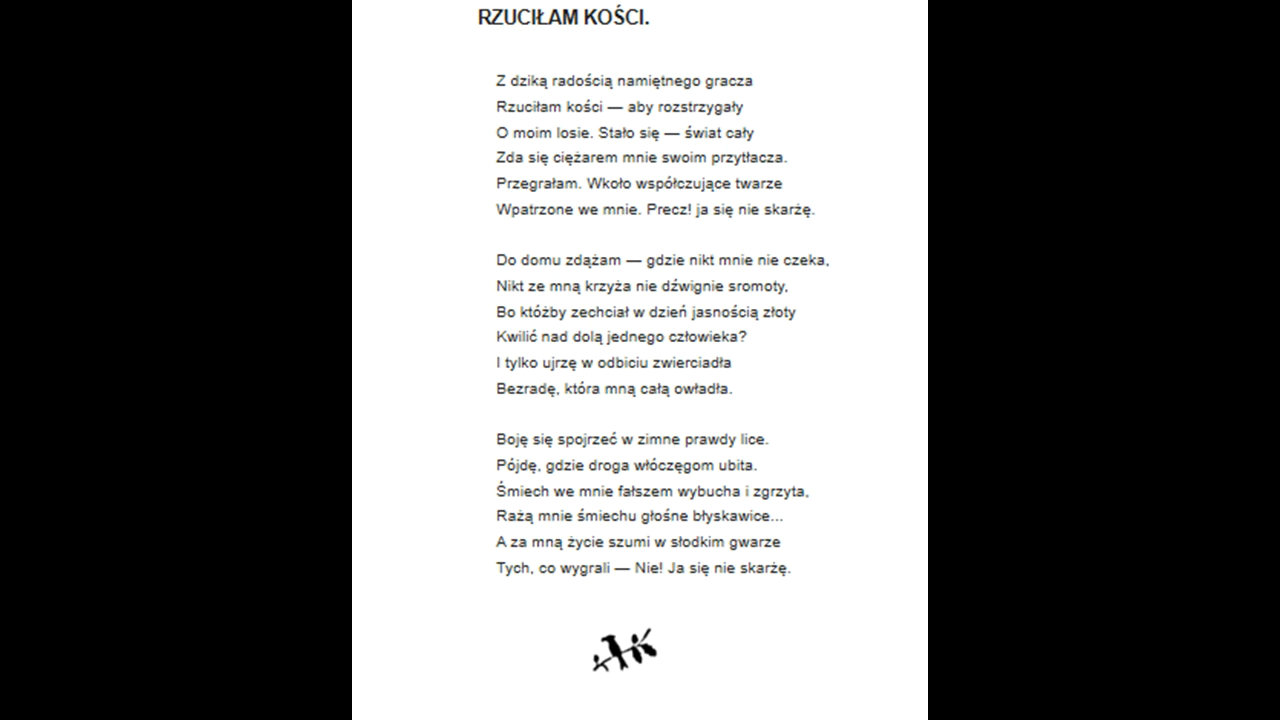 RZUCIŁAM KOŚCI.
Z dziką radością namiętnego gracza
Rzuciłam kości — aby rozstrzygały
O moim losie. Stało się — świat cały
Zda się ciężarem mnie swoim przytłacza.
Przegrałam. Wkoło współczujące twarze
Wpatrzone we mnie. Precz! ja się nie skarżę.
Do domu zdążam — gdzie nikt mnie nie czeka,
Nikt ze mną krzyża nie dźwignie sromoty,
Bo któżby zechciał w dzień jasnością złoty
Kwilić nad dolą jednego człowieka?
I tylko ujrzę w odbiciu zwierciadła
Bezradę, która mną całą owładła.
Boję się spojrzeć w zimne prawdy lice.
Pójdę, gdzie droga włóczęgom ubita.
Śmiech we mnie fałszem wybucha i zgrzyta,
Rażą mnie śmiechu głośne błyskawice...
A za mną życie szumi w słodkim gwarze
Tych, co wygrali — Nie! Ja się nie skarżę.